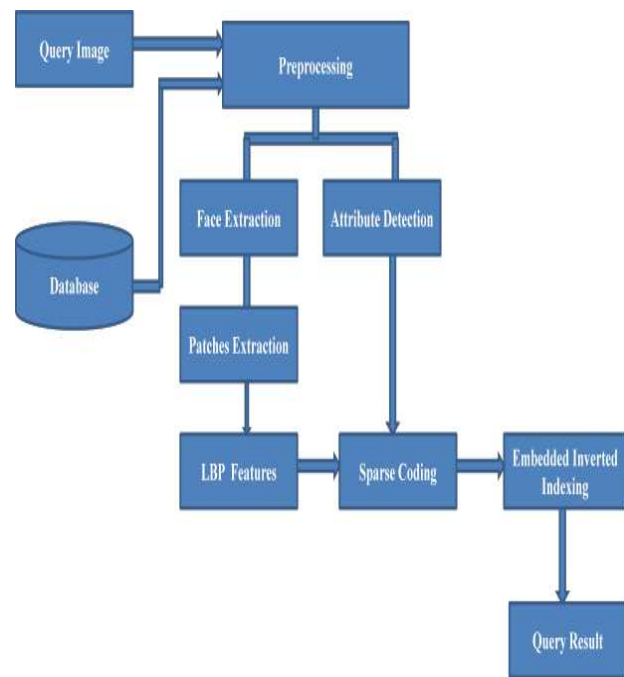 Query Image
Preprocessing
Face Extraction
Attribute Detection
Database
Patches Extraction
LBP Features
Sparse Coding
Embedded Inverted
Indexing
Query Result